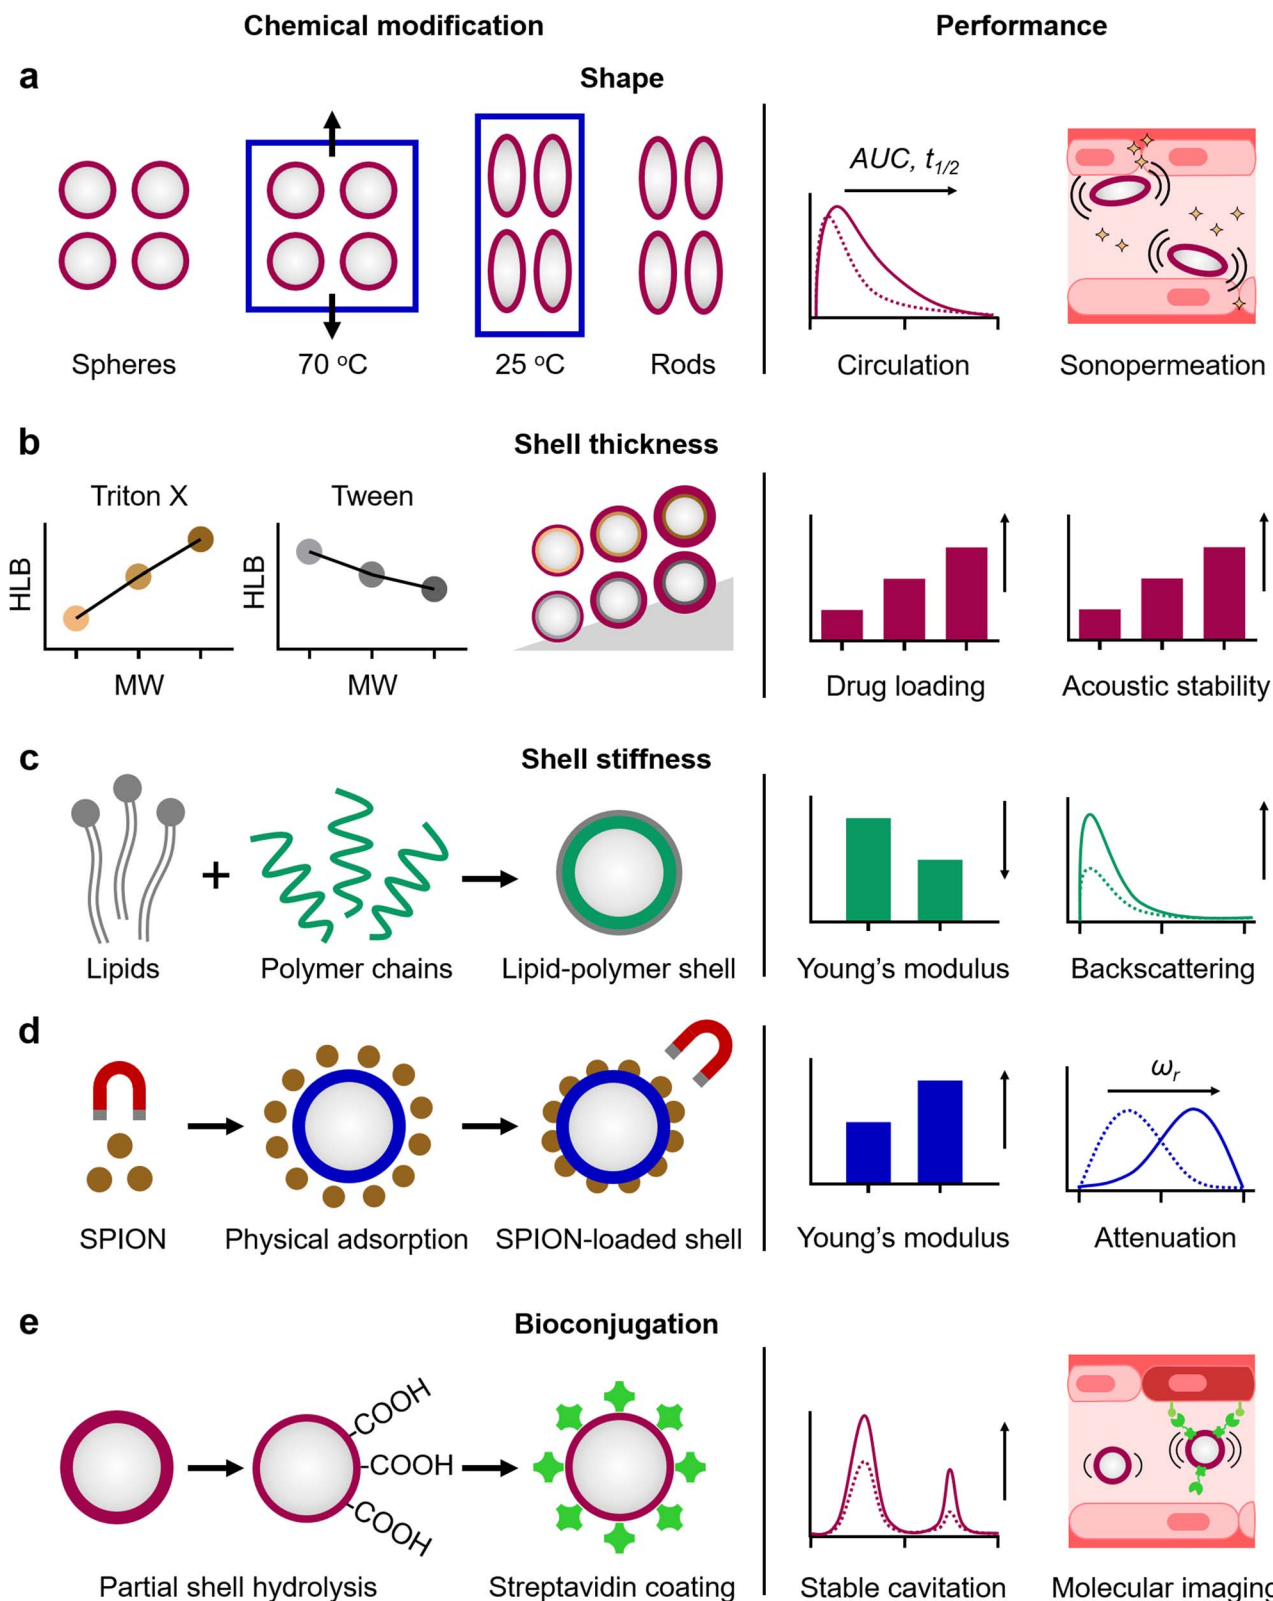 Chemical modification
Performance
a
Shape
AUC, t1/2
Spheres
70 °C
25 °C
Rods
Circulation
Sonopermeation
b
Shell thickness
Triton X
Tween
HLB
HLB
MW
MW
Drug loading
Acoustic stability
c
Shell stiffness
+
Lipids
Polymer chains
Lipid-polymer shell
Young's modulus
Backscattering
d
ωr
SPION
Physical adsorption
SPION-loaded shell
Young's modulus
Attenuation
e
Bioconjugation
-COOH
-COOH
-COOH
Partial shell hydrolysis
Streptavidin coating
Stable cavitation
Molecular imaging